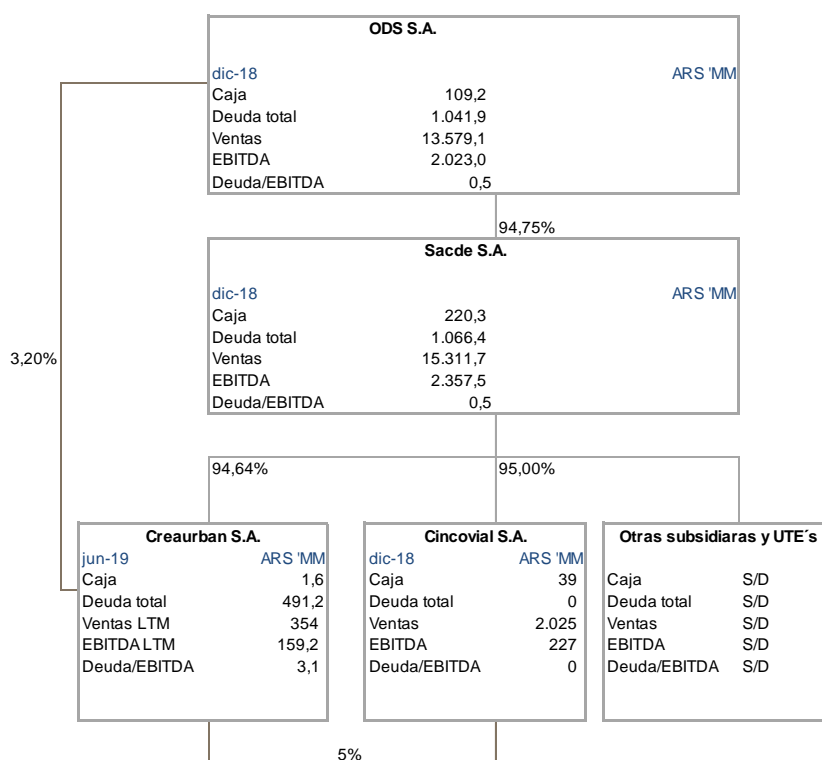 ODS S.A.
dic-18 ARS 'MM
Caja 109,2
Deuda total 1.041,9
Ventas 13.579,1
EBITDA 2.023,0
Deuda/EBITDA 0,5
94,75%
Sacde S.A.
dic-18 ARS 'MM
Caja 220,3
Deuda total 1.066,4
Ventas 15.311,7
EBITDA 2.357,5
Deuda/EBITDA 0,5
3,20%
94,64%
95,00%
Creaurban S.A.
jun-19 ARS 'MM
Caja 1,6
Deuda total 491,2
Ventas LTM 354
EBITDA LTM 159,2
Deuda/EBITDA 3,1
Cincovial S.A.
dic-18 ARS 'MM
Caja 39
Deuda total 0
Ventas 2.025
EBITDA 227
Deuda/EBITDA 0
Otras subsidiaras y UTE´s
Caja S/D
Deuda total S/D
Ventas S/D
EBITDA S/D
Deuda/EBITDA S/D
5%